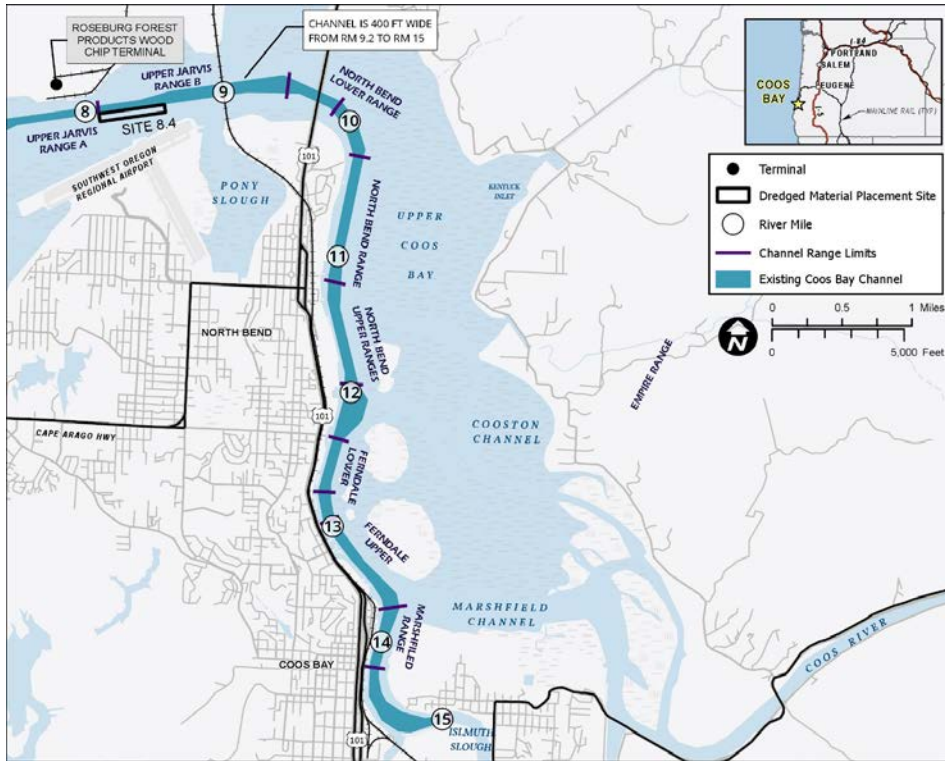 ROSEBURG FOREST
PRODUCTS WOOD
CHIP TERMINAL
CHANNEL IS 400 FT WIDE
FROM RM 9.2 TO RM 15
UPPER JARVIS
RANGE B
NORTH BEND
LOWER RANGE
8
9
10
UPPER JARVIS
RANGE A
SITE 8.4
SOUTHWEST OREGON
REGIONAL AIRPORT
PONY
SLOUGH
101
KENTUCK
INLET
UPPER
COOS
BAY
NORTH BEND RANGE
11
NORTH BEND
NORTH BEND
UPPER RANGES
12
101
CAPE ARAGO HWY
COOSTON
CHANNEL
EMPIRE RANGE
FERNDALE
LOWER
13
FERNDALE
UPPER
MARSHFIELD
CHANNEL
MARSHFILED
RANGE
14
COOS BAY
COOS RIVER
15
ISLMUTH
SLOUGH
101
I-84
PORTLAND
SALEM
EUGENE
COOS
BAY
MAINLINE RAIL (TYP)
Terminal
Dredged Material Placement Site
River Mile
Channel Range Limits
Existing Coos Bay Channel
0 0.5 1 Miles
N
0 5,000 Feet